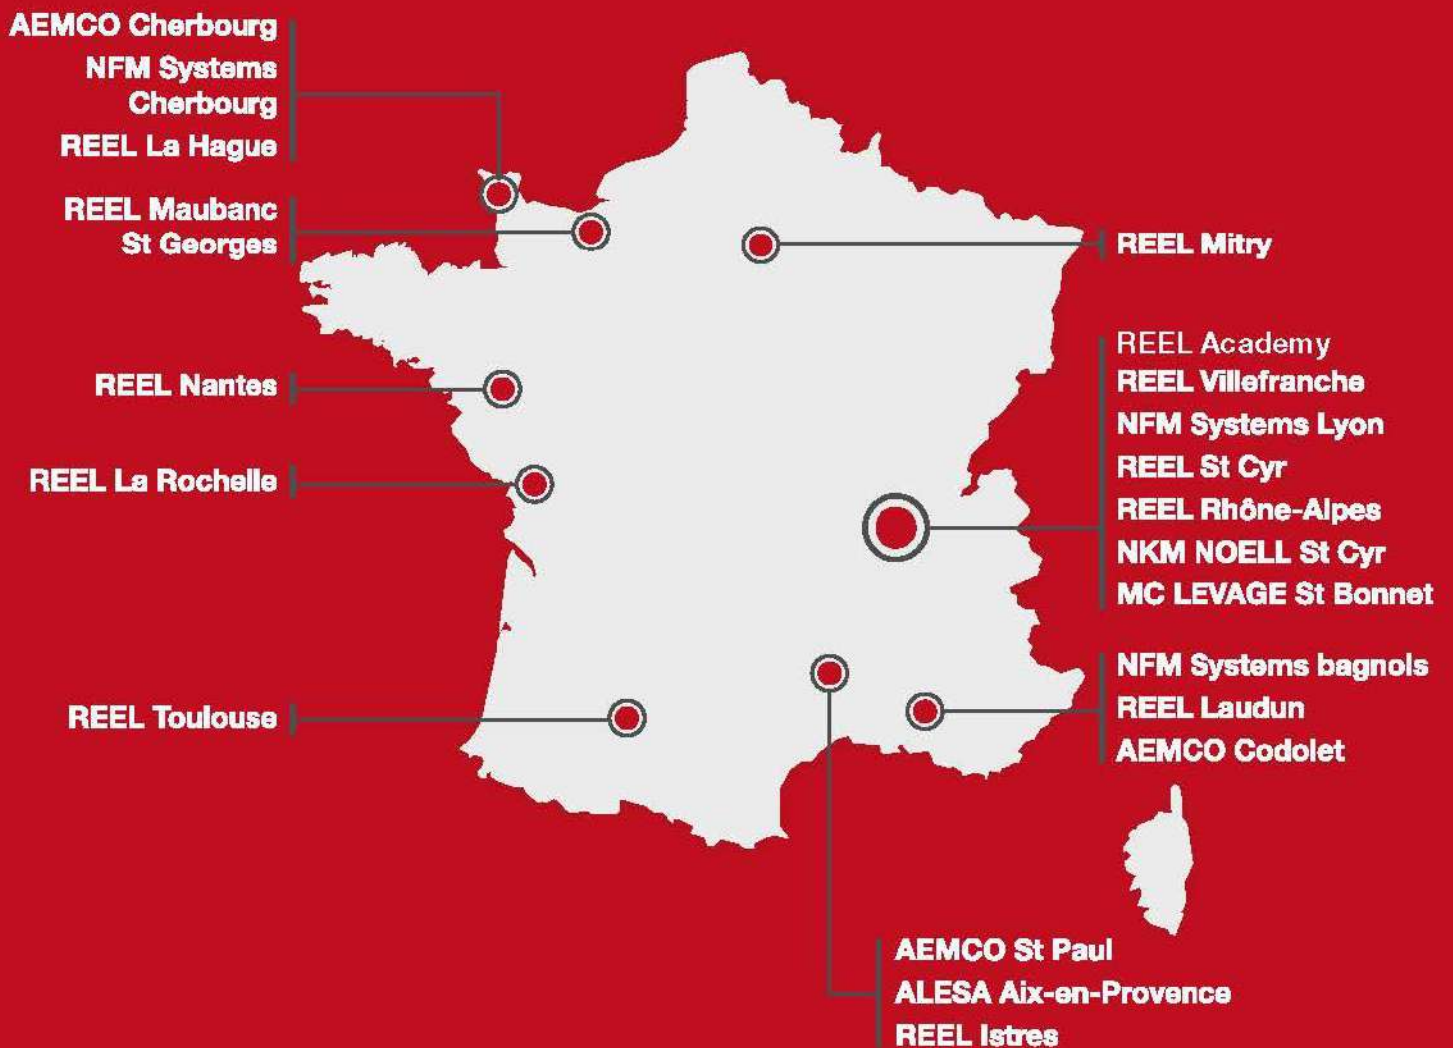 AEMCO Cherbourg
NFM Systems
Cherbourg
REEL La Hague
REEL Maubanc
St Georges
REEL Nantes
REEL La Rochelle
REEL Toulouse
REEL Mitry
REEL Academy
REEL Villefranche
NFM Systems Lyon
REEL St Cyr
REEL Rhône-Alpes
NKM NOELL St Cyr
MC LEVAGE St Bonnet
NFM Systems bagnols
REEL Laudun
AEMCO Codolet
AEMCO St Paul
ALESA Aix-en-Provence
REEL Istres